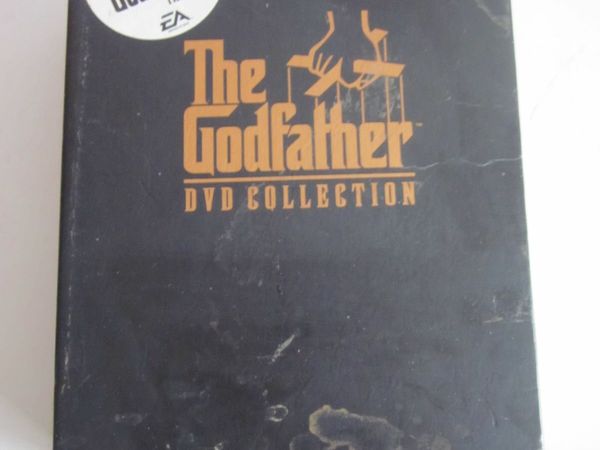 EA
The
Godfather
DVD COLLECTION